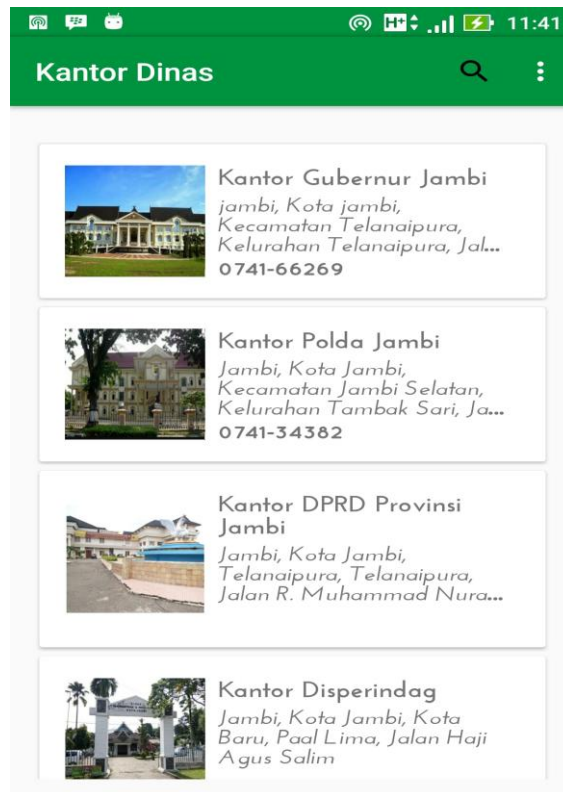 H+ 11:41
Kantor Dinas
Kantor Gubernur Jambi
jambi, Kota jambi,
Kecamatan Telanaipura,
Kelurahan Telanaipura, Jal...
0741-66269
Kantor Polda Jambi
Jambi, Kota Jambi,
Kecamatan Jambi Selatan,
Kelurahan Tambak Sari, Ja...
0741-34382
Kantor DPRD Provinsi
Jambi
Jambi, Kota Jambi,
Telanaipura, Telanaipura,
Jalan R. Muhammad Nura...
Kantor Disperindag
Jambi, Kota Jambi, Kota
Baru, Paal Lima, Jalan Haji
Agus Salim